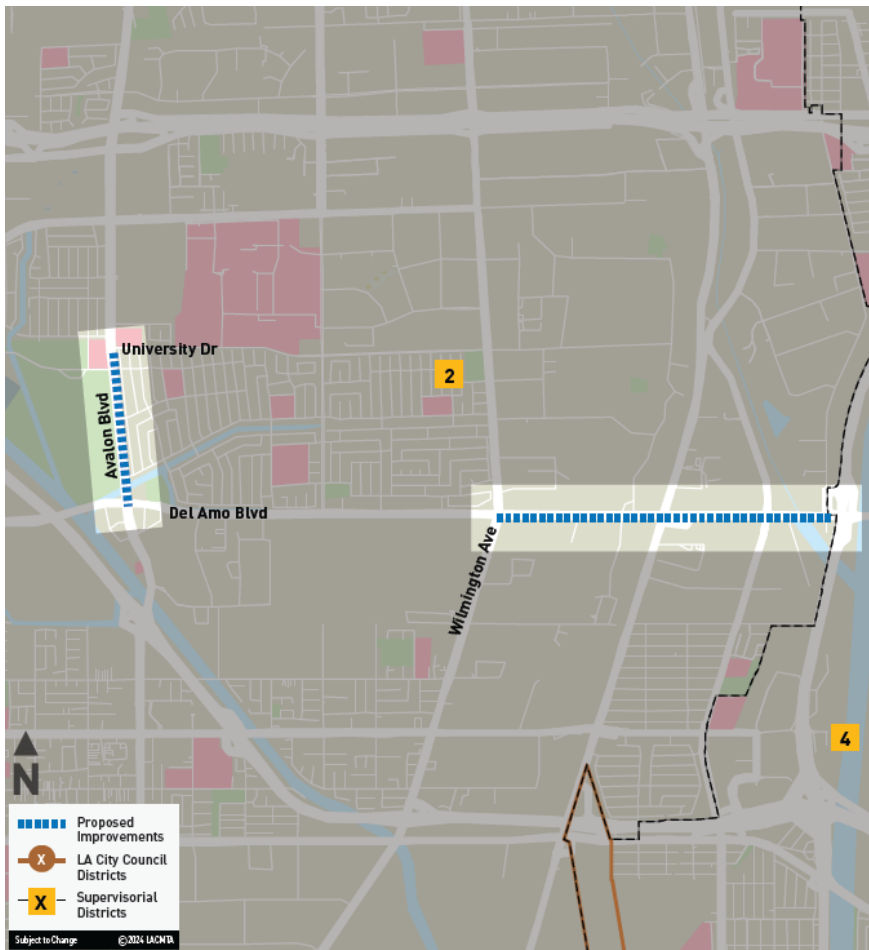 University Dr
2
Avalon Blvd
Del Amo Blvd
Wilmington Ave
4
N
Proposed
Improvements
X
LA City Council
Districts
X
Supervisorial
Districts
Subject to Change ©2024 LACMTA